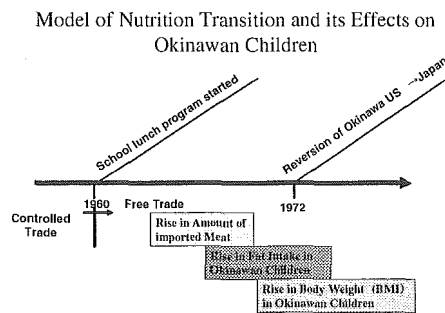 Model of Nutrition Transition and its Effects on
Okinawan Children
School lunch program started
Reversion of Okinawa US →Japan
1960
Free Trade
1972
Controlled
Trade
Rise in Amount of
imported Meat
Rise in Fat Intake in
Okinawan Children
Rise in Body Weight (BMI)
in Okinawan Children